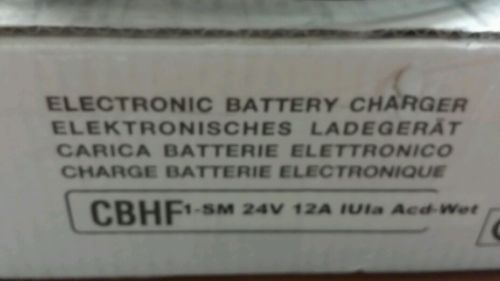 ELECTRONIC BATTERY CHARGER
ELEKTRONISCHES LADEGERÄT
CARICA BATTERIE ELETTRONICO
CHARGE BATTERIE ELECTRONIQUE
CBHF1-SM 24V 12A IUIa Acd-Wet